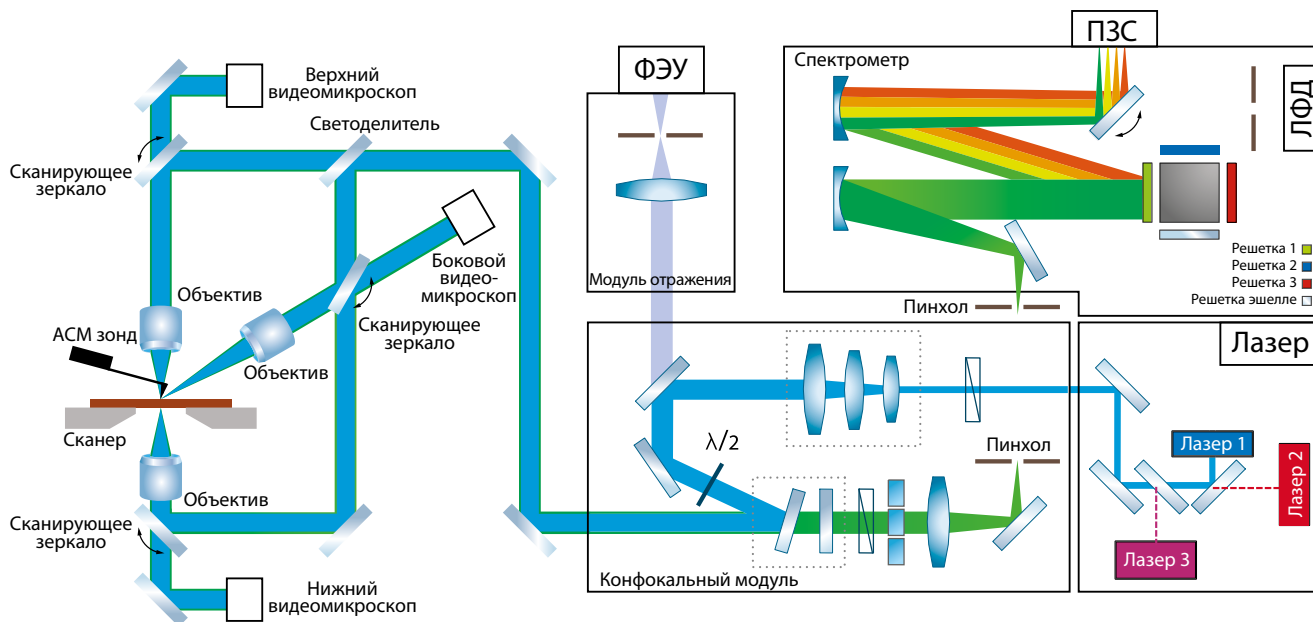 ПЗС
Спектрометр
ЛФД
ФЭУ
Верхний
видеомикроскоп
Светоделитель
Сканирующее
зеркало
Боковой
видео-
микроскоп
Модуль отражения
Решетка 1
Решетка 2
Решетка 3
Решетка эшелле
Пинхол
Объектив
АСМ зонд
Сканирующее
зеркало
Объектив
Лазер
Сканер
λ/2
Пинхол
Лазер 1
Лазер 2
Объектив
Сканирующее
зеркало
Лазер 3
Конфокальный модуль
Нижний
видеомикроскоп